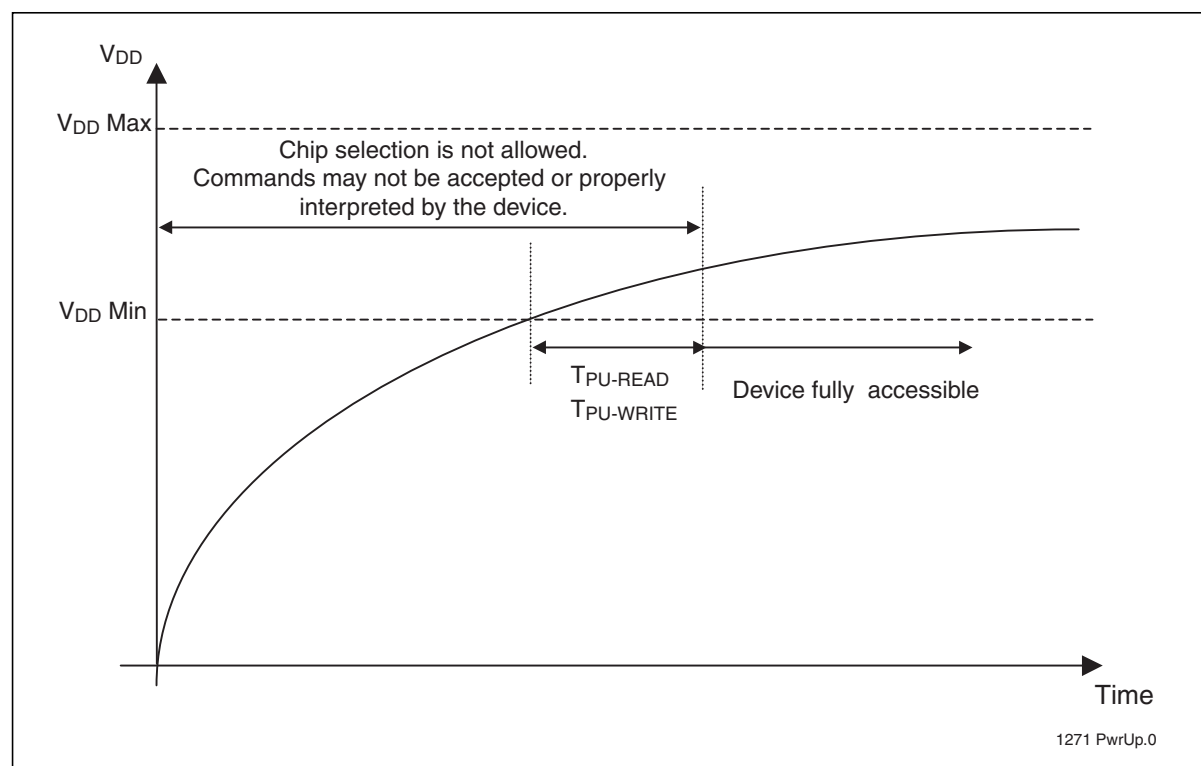 VDD
VDD Max
Chip selection is not allowed.
Commands may not be accepted or properly
interpreted by the device.
VDD Min
TPU-READ
TPU-WRITE
Device fully accessible
Time
1271 PwrUp.0